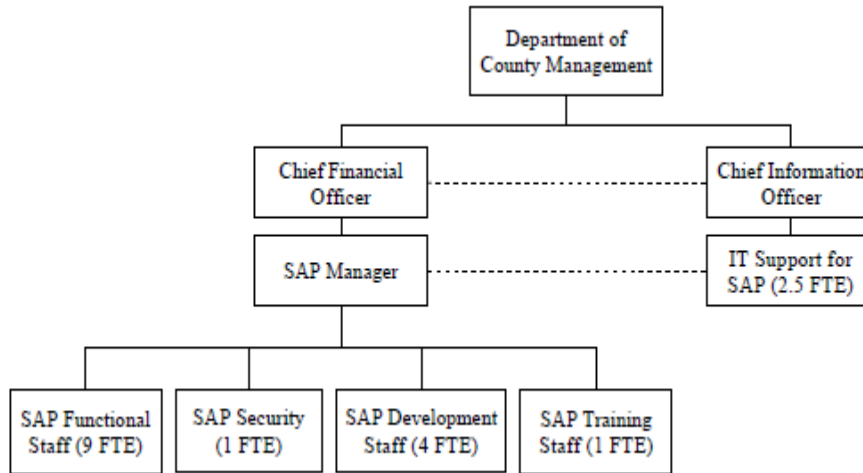 Department of
County Management
Chief Financial
Officer
Chief Information
Officer
SAP Manager
IT Support for
SAP (2.5 FTE)
SAP Functional
Staff (9 FTE)
SAP Security
(1 FTE)
SAP Development
Staff (4 FTE)
SAP Training
Staff (1 FTE)